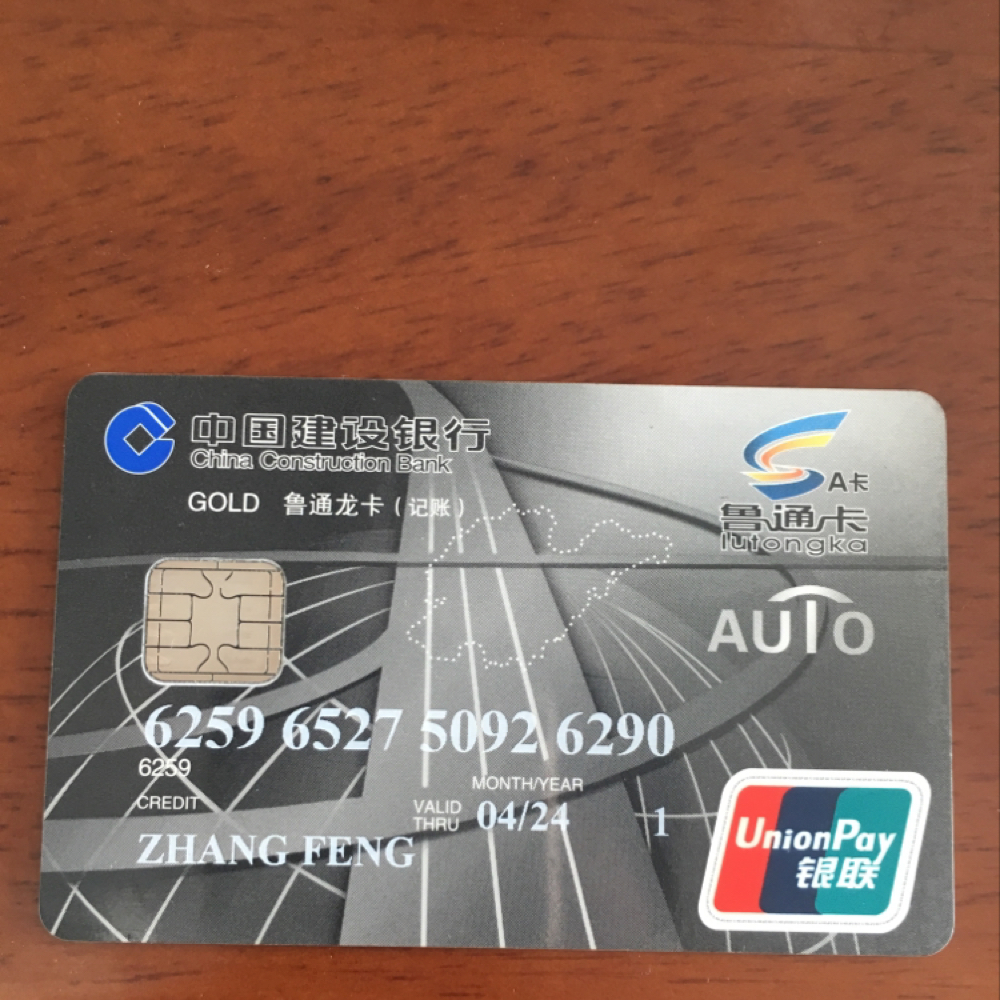 中国建设银行
China Construction Bank
GOLD 鲁通龙卡(记账)
A卡
鲁通卡
lutongka
AUTO
6259 6527 5092 6290
6259
MONTH/YEAR
CREDIT
VALID THRU 04/24 1
ZHANG FENG
UnionPay
银联